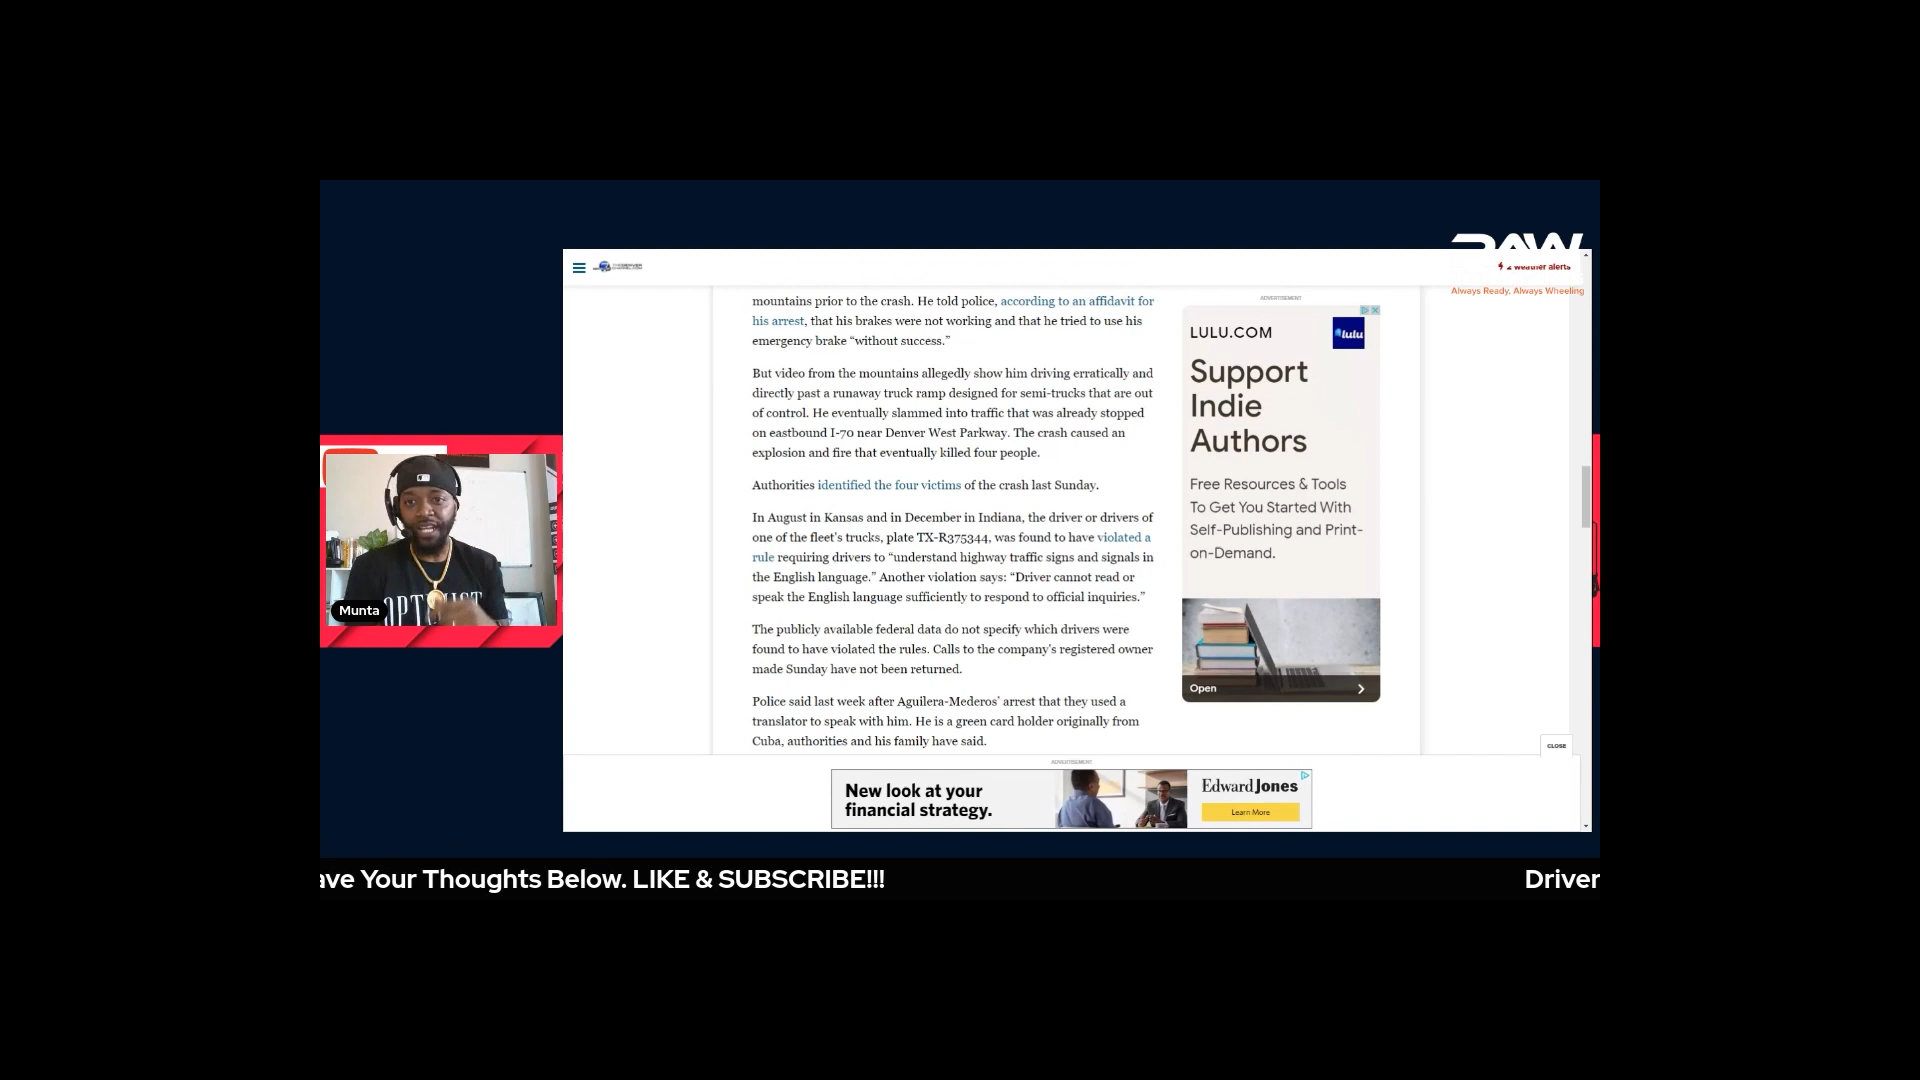 RAW
2 weather alerts
Always Ready, Always Wheeling
mountains prior to the crash. He told police, according to an affidavit for
his arrest, that his brakes were not working and that he tried to use his
emergency brake “without success.”
But video from the mountains allegedly show him driving erratically and
directly past a runaway truck ramp designed for semi-trucks that are out
of control. He eventually slammed into traffic that was already stopped
on eastbound I-70 near Denver West Parkway. The crash caused an
explosion and fire that eventually killed four people.
Authorities identified the four victims of the crash last Sunday.
In August in Kansas and in December in Indiana, the driver or drivers of
one of the fleet’s trucks, plate TX-R375344, was found to have violated a
rule requiring drivers to “understand highway traffic signs and signals in
the English language.” Another violation says: “Driver cannot read or
speak the English language sufficiently to respond to official inquiries.”
The publicly available federal data do not specify which drivers were
found to have violated the rules. Calls to the company’s registered owner
made Sunday have not been returned.
Police said last week after Aguilera-Mederos’ arrest that they used a
translator to speak with him. He is a green card holder originally from
Cuba, authorities and his family have said.
ADVERTISEMENT
LULU.COM
lulu
Support
Indie
Authors
Free Resources & Tools
To Get You Started With
Self-Publishing and Print-
on-Demand.
Open
Munta
CLOSE
ADVERTISEMENT
New look at your
financial strategy.
Edward Jones
Learn More
ave Your Thoughts Below. LIKE & SUBSCRIBE!!!
Driver